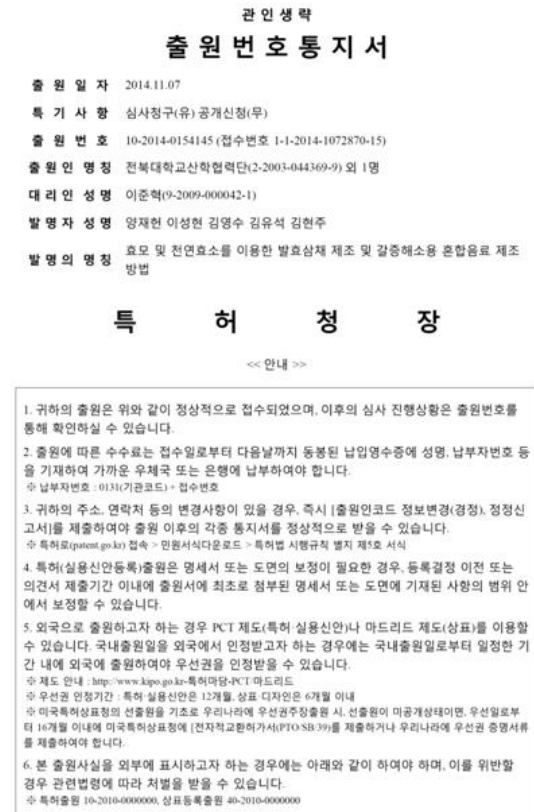 관 인 생 략
출 원 번 호 통 지 서
출 원 일 자 2014.11.07
특 기 사 항 심사청구(유) 공개신청(무)
출 원 번 호 10-2014-0154145 (접수번호 1-1-2014-1072870-15)
출 원 인 명 칭 전북대학교산학협력단(2-2003-044369-9) 외 1명
대 리 인 성 명 이준혁(9-2009-000042-1)
발 명 자 성 명 양재헌 이성현 김영수 김유석 김현주
발 명 의 명 칭 효모 및 천연효소를 이용한 발효삼채 제조 및 갈증해소용 혼합음료 제조
방법
특 허 청 장
<< 안내 >>
1. 귀하의 출원은 위와 같이 정상적으로 접수되었으며, 이후의 심사 진행상황은 출원번호를
통해 확인하실 수 있습니다.
2. 출원에 따른 수수료는 접수일로부터 다음날까지 동봉된 납입영수증에 성명, 납부자번호 등
을 기재하여 가까운 우체국 또는 은행에 납부하여야 합니다.
※ 납부자번호 : 0131(기관코드) + 접수번호
3. 귀하의 주소, 연락처 등의 변경사항이 있을 경우, 즉시 [출원인코드 정보변경(경정), 정정신
고서]를 제출하여야 출원 이후의 각종 통지서를 정상적으로 받을 수 있습니다.
※ 특허로(patent.go.kr) 접속 > 민원서식다운로드 > 특허법 시행규칙 별지 제5호 서식
4. 특허(실용신안등록)출원은 명세서 또는 도면의 보정이 필요한 경우, 등록결정 이전 또는
의견서 제출기간 이내에 출원서에 최초로 첨부된 명세서 또는 도면에 기재된 사항의 범위 안
에서 보정할 수 있습니다.
5. 외국으로 출원하고자 하는 경우 PCT 제도(특허·실용신안)나 마드리드 제도(상표)를 이용할
수 있습니다. 국내출원일을 외국에서 인정받고자 하는 경우에는 국내출원일로부터 일정한 기
간 내에 외국에 출원하여야 우선권을 인정받을 수 있습니다.
※ 제도 안내 : http://www.kipo.go.kr-특허마당-PCT/마드리드
※ 우선권 인정기간 : 특허·실용신안은 12개월, 상표·디자인은 6개월 이내
※ 미국특허상표청의 선출원을 기초로 우리나라에 우선권주장출원 시, 선출원이 미공개상태이면, 우선일로부
터 16개월 이내에 미국특허상표청에 [전자적교환허가서(PTO/SB/39)를 제출하거나 우리나라에 우선권 증명서류
를 제출하여야 합니다.
6. 본 출원사실을 외부에 표시하고자 하는 경우에는 아래와 같이 하여야 하며, 이를 위반할
경우 관련법령에 따라 처벌을 받을 수 있습니다.
※ 특허출원 10-2010-0000000, 상표등록출원 40-2010-0000000